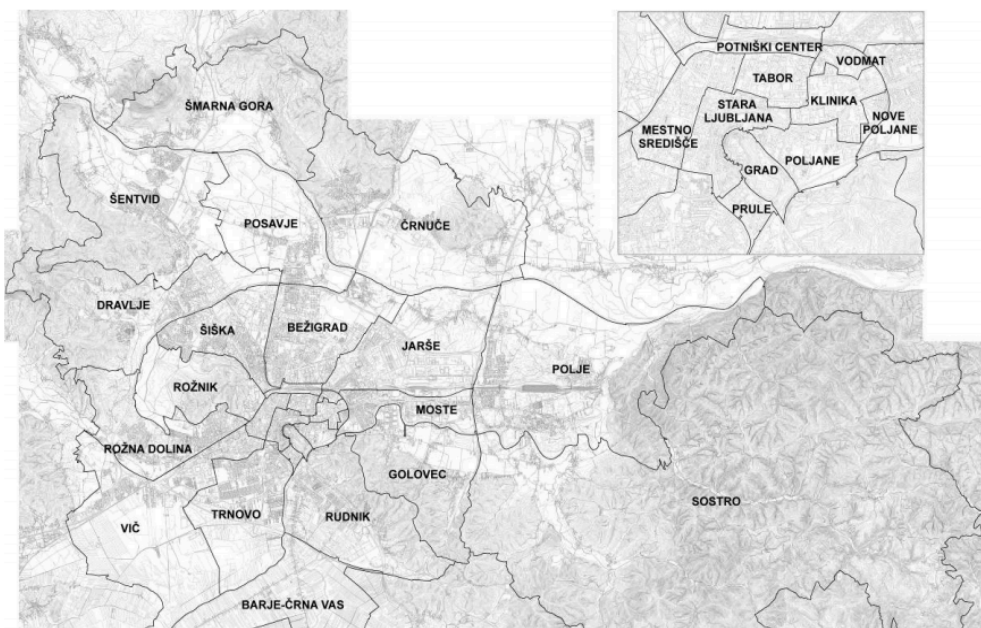 ŠMARNA GORA
ŠENTVID
POSAVJE
ČRNUČE
DRAVLJE
ŠIŠKA
BEŽIGRAD
JARŠE
POLJE
ROŽNIK
MOSTE
ROŽNA DOLINA
GOLOVEC
SOSTRO
VIČ
TRNOVO
RUDNIK
BARJE-ČRNA VAS
POTNIŠKI CENTER
VODMAT
TABOR
KLINIKA
STARA
LJUBLJANA
NOVE
POLJANE
MESTNO
SREDIŠČE
POLJANE
GRAD
PRULE